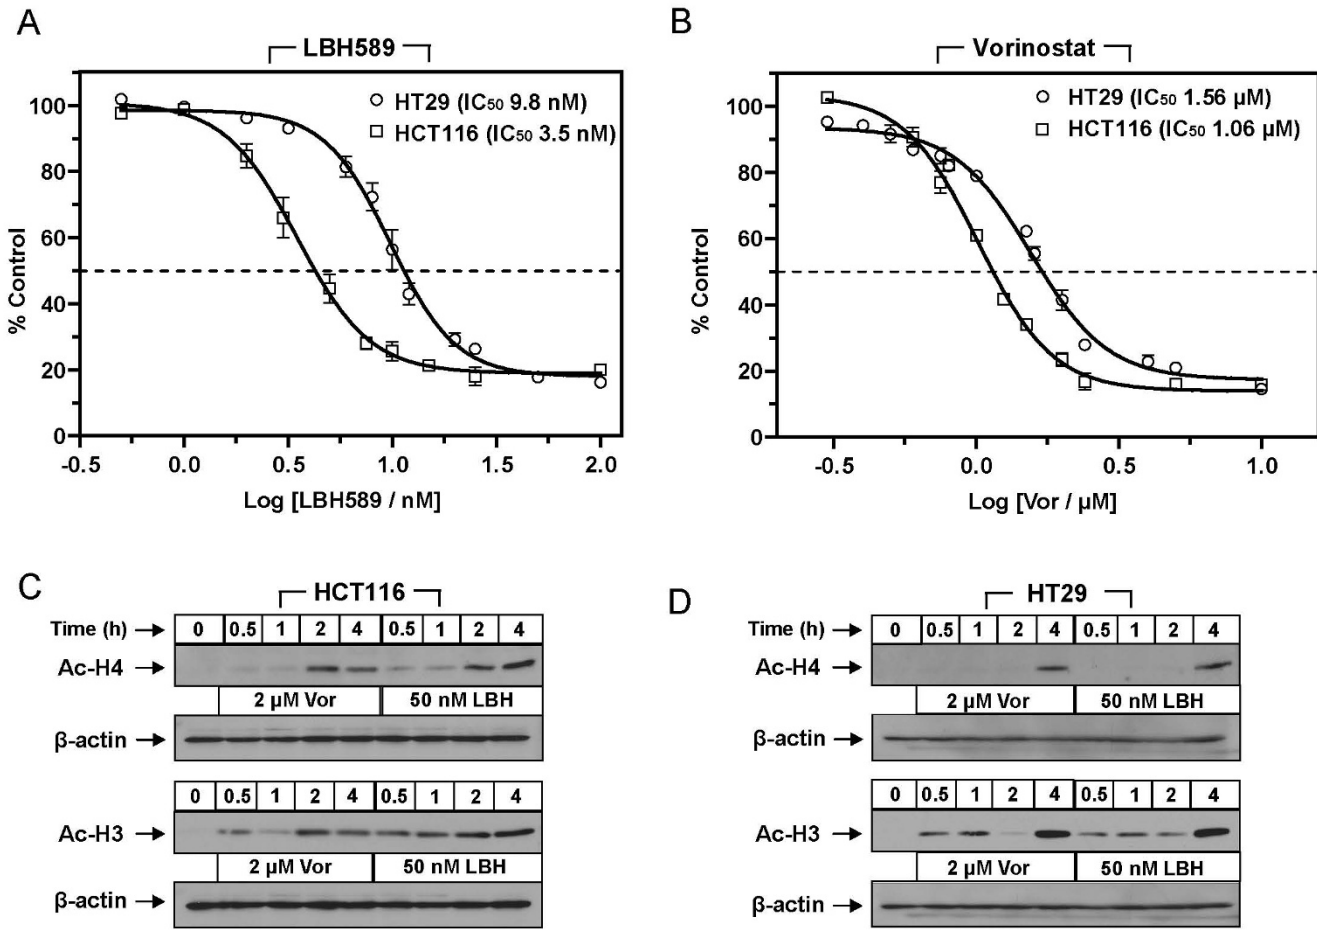 A
LBH589
HT29 (IC₅₀ 9.8 nM)
HCT116 (IC₅₀ 3.5 nM)
100
80
60
40
20
0
% Control
-0.5 0.0 0.5 1.0 1.5 2.0
Log [LBH589 / nM]
B
Vorinostat
HT29 (IC₅₀ 1.56 µM)
HCT116 (IC₅₀ 1.06 µM)
100
80
60
40
20
0
% Control
-0.5 0.0 0.5 1.0
Log [Vor / µM]
C
HCT116
Time (h) 0 0.5 1 2 4 0.5 1 2 4
Ac-H4
2 µM Vor 50 nM LBH
β-actin
0 0.5 1 2 4 0.5 1 2 4
Ac-H3
2 µM Vor 50 nM LBH
β-actin
D
HT29
Time (h) 0 0.5 1 2 4 0.5 1 2 4
Ac-H4
2 µM Vor 50 nM LBH
β-actin
0 0.5 1 2 4 0.5 1 2 4
Ac-H3
2 µM Vor 50 nM LBH
β-actin